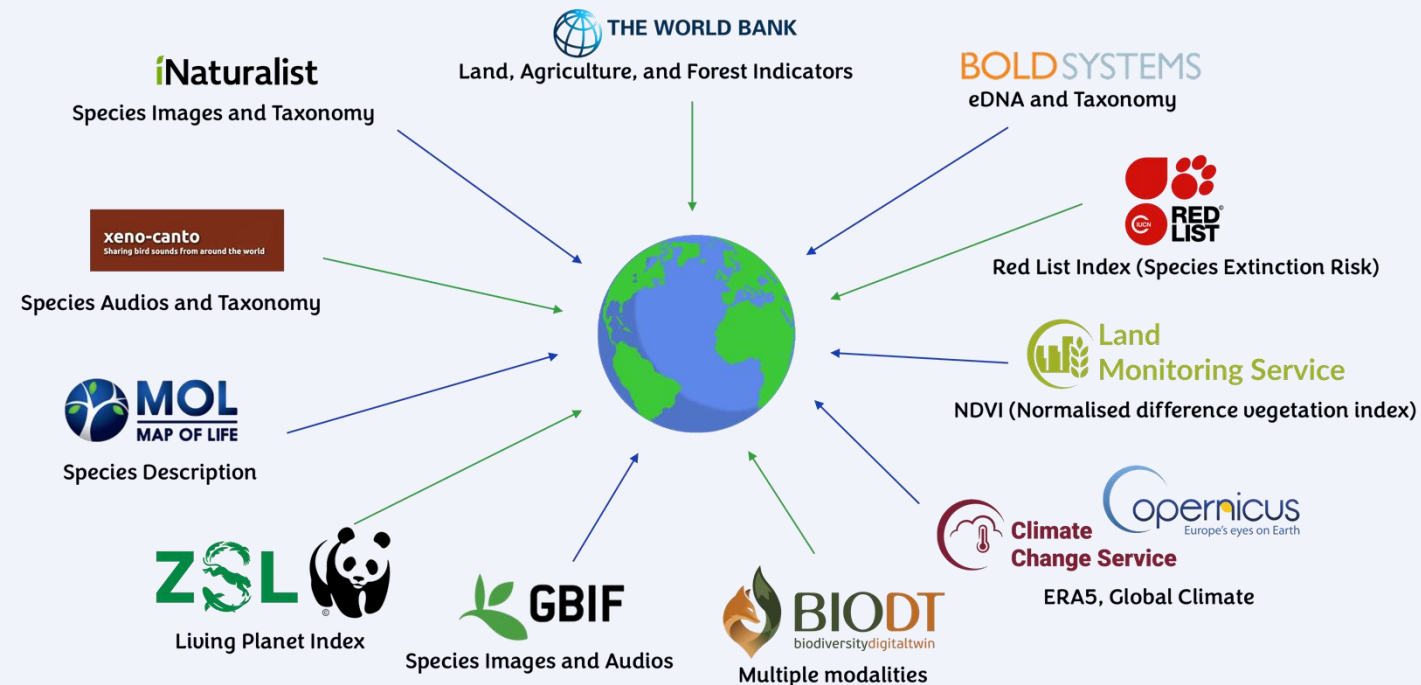 THE WORLD BANK
Land, Agriculture, and Forest Indicators
iNaturalist
Species Images and Taxonomy
BOLDSYSTEMS
eDNA and Taxonomy
IUCN
RED
LIST
Red List Index (Species Extinction Risk)
xeno-canto
Sharing bird sounds from around the world
Species Audios and Taxonomy
Land
Monitoring Service
NDVI (Normalised difference vegetation index)
MOL
MAP OF LIFE
Species Description
opernicus
Europe's eyes on Earth
Climate
Change Service
ERA5, Global Climate
ZSL
©
Living Planet Index
GBIF
Species Images and Audios
BIODT
biodiversitydigitaltwin
Multiple modalities